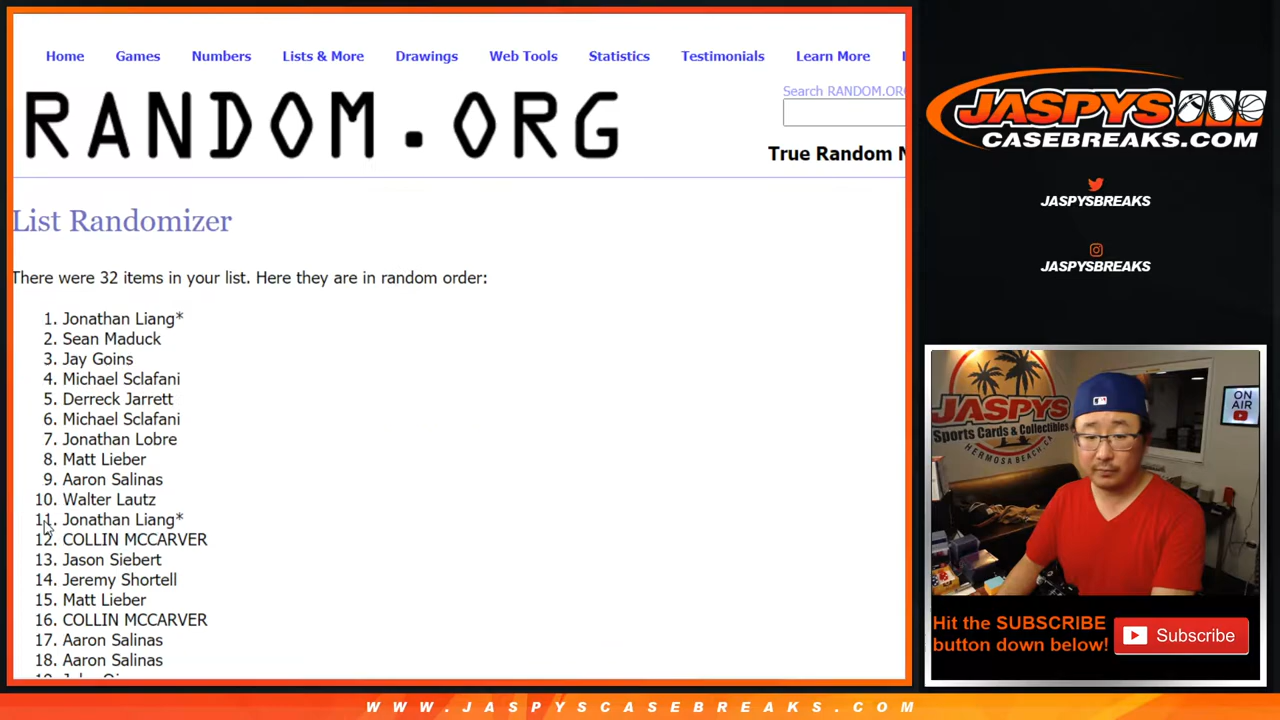 Home Games Numbers Lists & More Drawings Web Tools Statistics Testimonials Learn More
Search RANDOM.OR
RANDOM.ORG
True Random N
List Randomizer
There were 32 items in your list. Here they are in random order:
1. Jonathan Liang*
2. Sean Maduck
3. Jay Goins
4. Michael Sclafani
5. Derreck Jarrett
6. Michael Sclafani
7. Jonathan Lobre
8. Matt Lieber
9. Aaron Salinas
10. Walter Lautz
11. Jonathan Liang*
12. COLLIN MCCARVER
13. Jason Siebert
14. Jeremy Shortell
15. Matt Lieber
16. COLLIN MCCARVER
17. Aaron Salinas
18. Aaron Salinas
JASPYS
CASEBREAKS.COM
JASPYSBREAKS
JASPYSBREAKS
JASPYS
Sports Cards & Collectibles
HERMOSA BEACH, CA
ON
AIR
Hit the SUBSCRIBE
button down below!
Subscribe
WWW.JASPYSCASEBREAKS.COM